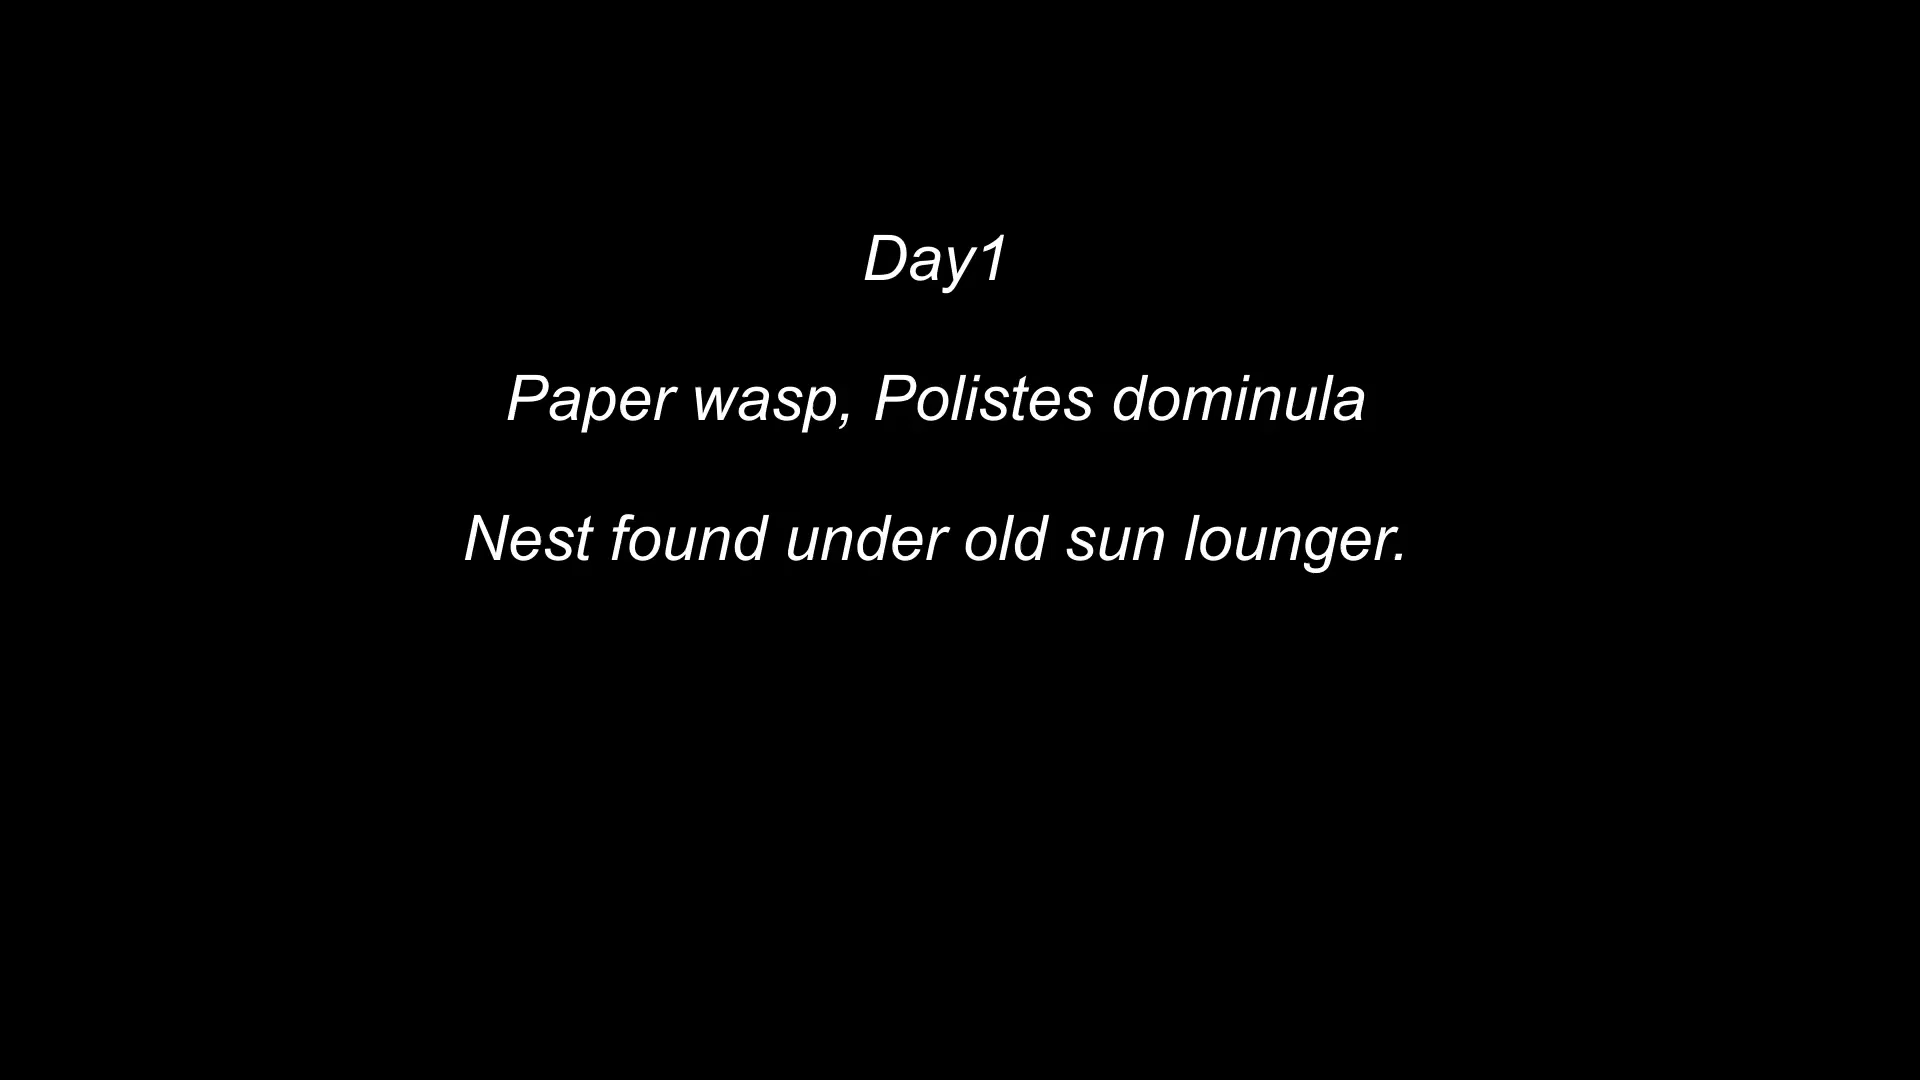 Day1
Paper wasp, Polistes dominula
Nest found under old sun lounger.